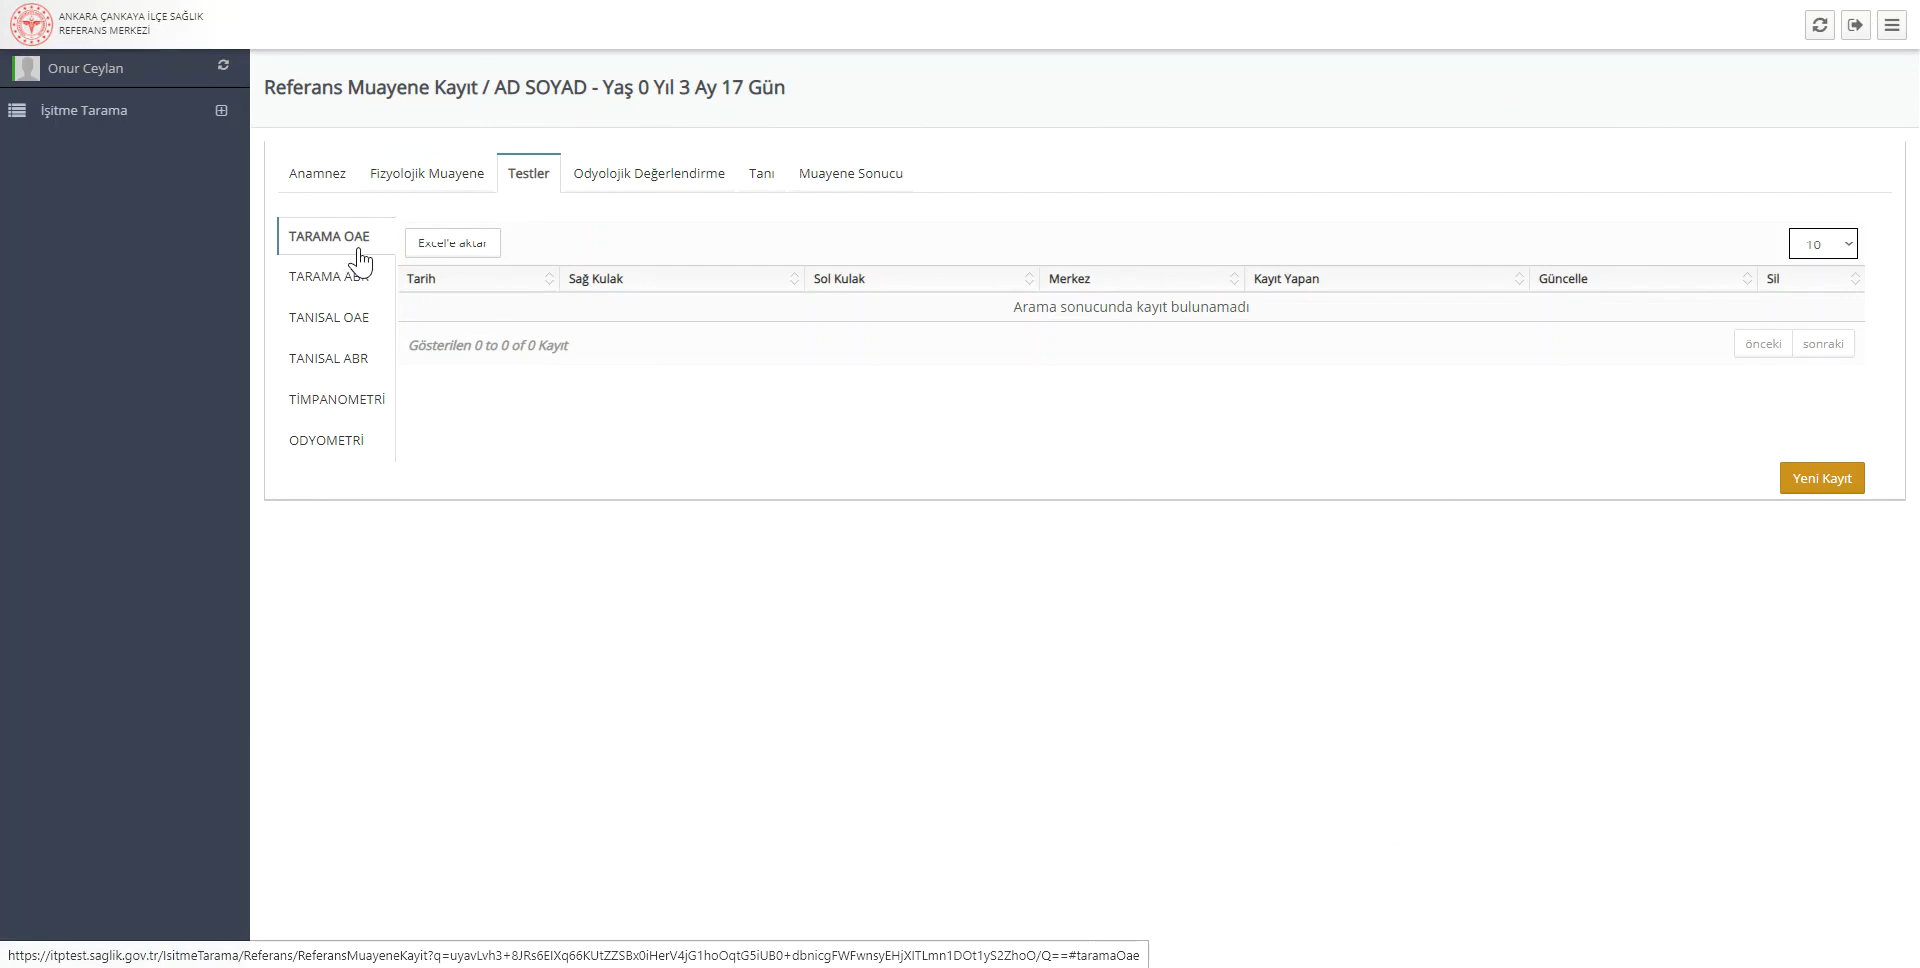 ANKARA ÇANKAYA İLÇE SAĞLIK
REFERANS MERKEZİ
Onur Ceylan
İşitme Tarama
Referans Muayene Kayıt / AD SOYAD - Yaş 0 Yıl 3 Ay 17 Gün
Anamnez Fizyolojik Muayene Testler Odyolojik Değerlendirme Tanı Muayene Sonucu
TARAMA OAE
TARAMA ABR
TANISAL OAE
TANISAL ABR
TİMPANOMETRİ
ODYOMETRİ
Excel'e aktar
10
Tarih Sağ Kulak Sol Kulak Merkez Kayıt Yapan Güncelle Sil
Arama sonucunda kayıt bulunamadı
Gösterilen 0 to 0 of 0 Kayıt
önceki sonraki
Yeni Kayıt
https://itptest.saglik.gov.tr/IsitmeTarama/Referans/ReferansMuayeneKayit?q=uyavLvh3+8JRs6EIXq66KUtZZSBx0iHerV4jG1hoOqtG5iUB0+dbnicgFWFwnsyEHjXITLmn1DOt1yS2ZhoO/Q==#taramaOae